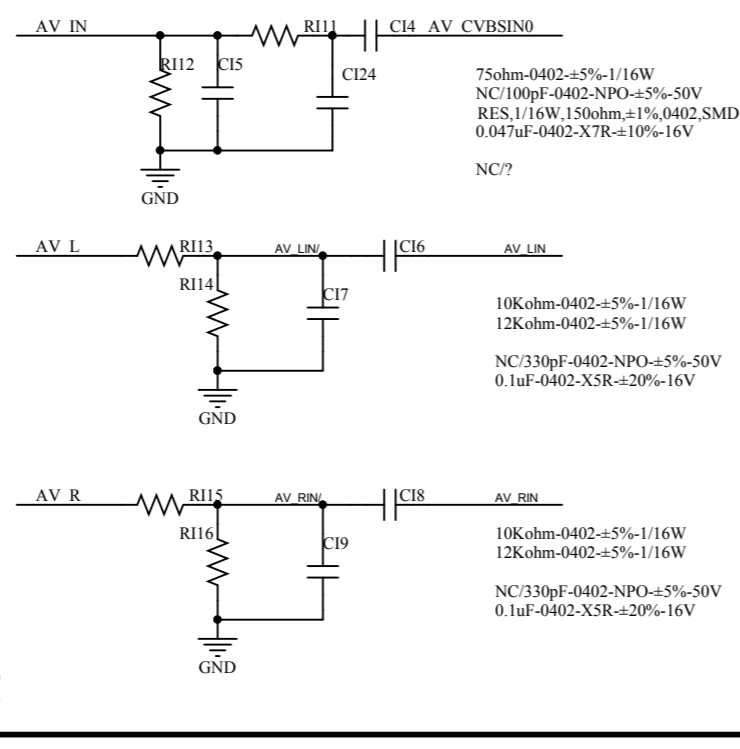 AV_IN RI11 CI4 AV_CVBSIN0
RI12 CI5 CI24
75ohm-0402-±5%-1/16W
NC/100pF-0402-NPO-±5%-50V
RES,1/16W,150ohm,±1%,0402,SMD
0.047uF-0402-X7R-±10%-16V
NC/?
GND
AV_L RI13 AV_LIN/ CI6 AV_LIN
RI14 CI7
10Kohm-0402-±5%-1/16W
12Kohm-0402-±5%-1/16W
NC/330pF-0402-NPO-±5%-50V
0.1uF-0402-X5R-±20%-16V
GND
AV_R RI15 AV_RIN/ CI8 AV_RIN
RI16 CI9
10Kohm-0402-±5%-1/16W
12Kohm-0402-±5%-1/16W
NC/330pF-0402-NPO-±5%-50V
0.1uF-0402-X5R-±20%-16V
GND